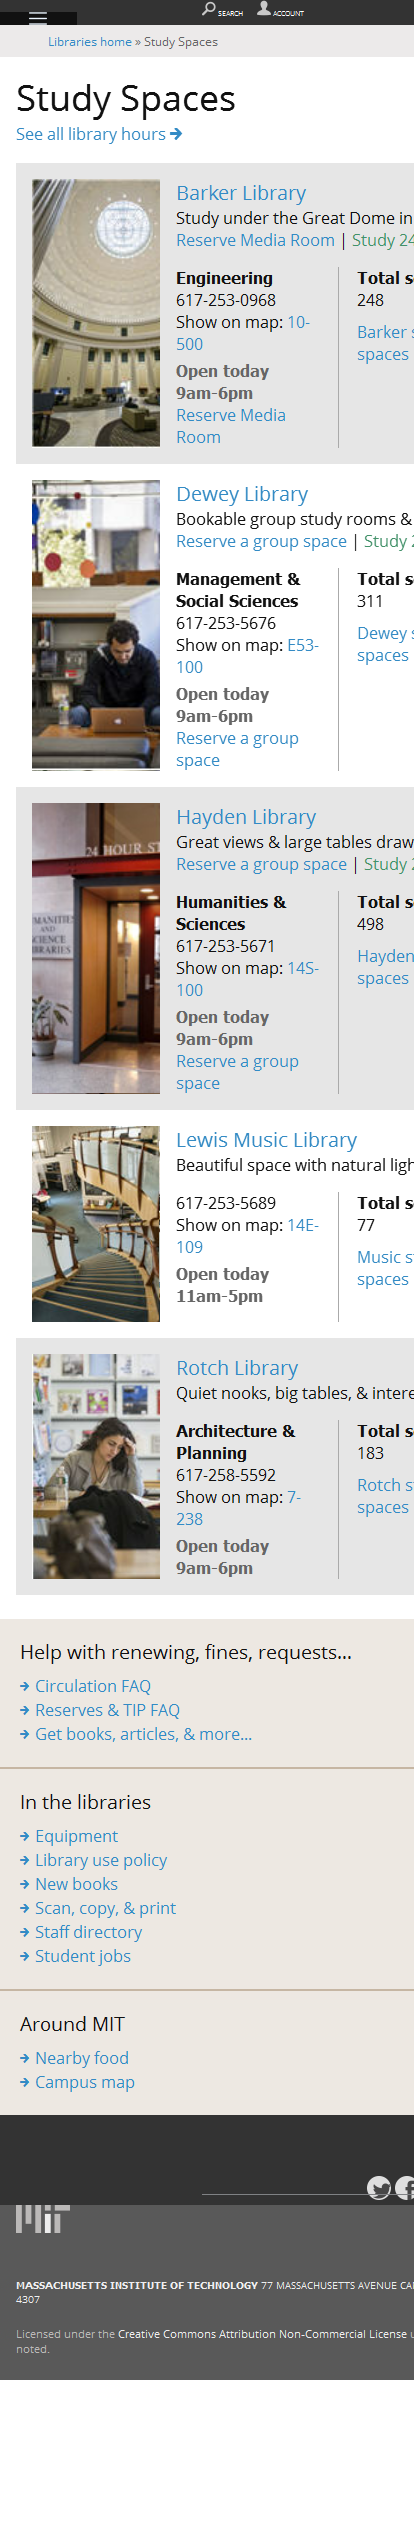 SEARCH ACCOUNT
Libraries home » Study Spaces
Study Spaces
See all library hours
Barker Library
Study under the Great Dome in
Reserve Media Room | Study 24
Engineering
617-253-0968
Show on map: 10-
500
Open today
9am-6pm
Reserve Media
Room
Total
248
Barker
spaces
Dewey Library
Bookable group study rooms &
Reserve a group space | Study
Management &
Social Sciences
617-253-5676
Show on map: E53-
100
Open today
9am-6pm
Reserve a group
space
Total
311
Dewey
spaces
24 HOUR
HUMANITIES
AND
SCIENCE
LIBRARIES
Hayden Library
Great views & large tables draw
Reserve a group space | Study
Humanities &
Sciences
617-253-5671
Show on map: 14S-
100
Open today
9am-6pm
Reserve a group
space
Total
498
Hayden
spaces
Lewis Music Library
Beautiful space with natural
617-253-5689
Show on map: 14E-
109
Open today
11am-5pm
Total
77
Music
spaces
Rotch Library
Quiet nooks, big tables, &
Architecture &
Planning
617-258-5592
Show on map: 7-
238
Open today
9am-6pm
Total
183
Rotch
spaces
Help with renewing, fines, requests...
Circulation FAQ
Reserves & TIP FAQ
Get books, articles, & more...
In the libraries
Equipment
Library use policy
New books
Scan, copy, & print
Staff directory
Student jobs
Around MIT
Nearby food
Campus map
MIT
MASSACHUSETTS INSTITUTE OF TECHNOLOGY 77 MASSACHUSETTS AVENUE
4307
Licensed under the Creative Commons Attribution Non-Commercial License
noted.